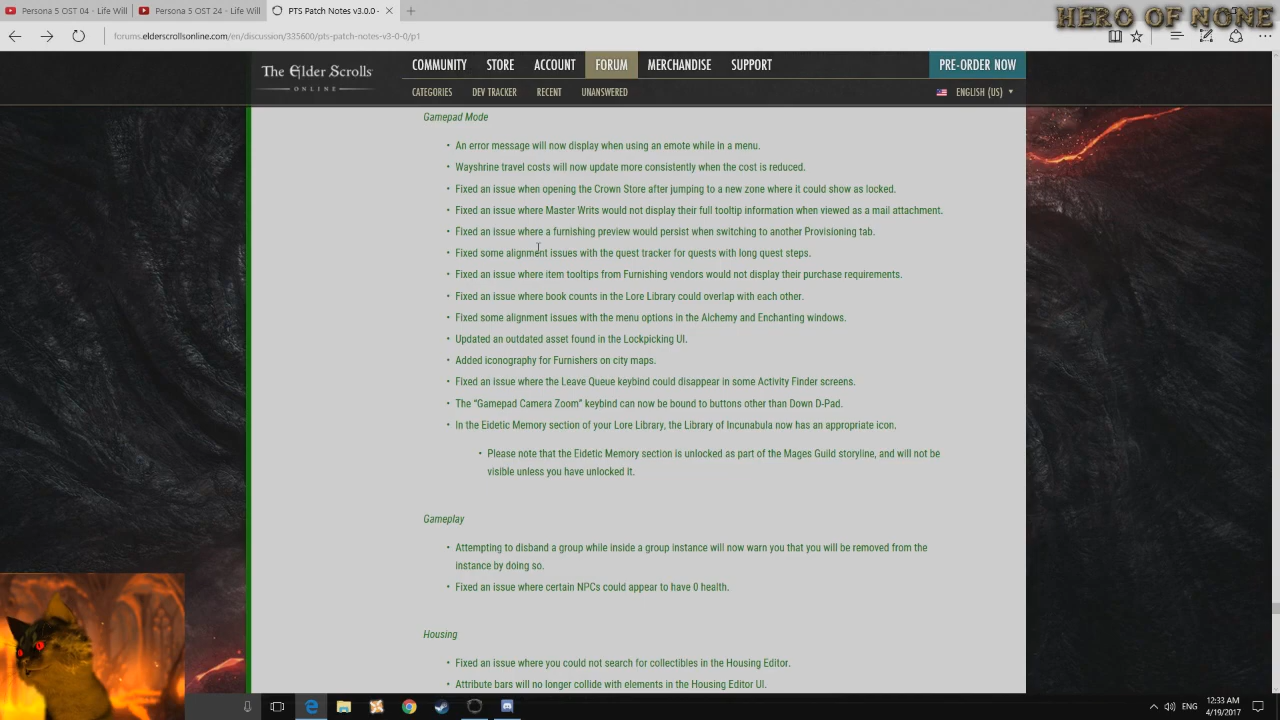 Persona 5 OST 04 - Life Will
Persona 5 OST 24 - Life Will
PTS Patch Notes v3.0.0 -
HERO OF NONE
forums.elderscrollsonline.com/en/discussion/335600/pts-patch-notes-v3-0-0/p1
The Elder Scrolls
ONLINE
COMMUNITY STORE ACCOUNT FORUM MERCHANDISE SUPPORT
PRE-ORDER NOW
CATEGORIES DEV TRACKER RECENT UNANSWERED
ENGLISH (US)
Gamepad Mode
• An error message will now display when using an emote while in a menu.
• Wayshrine travel costs will now update more consistently when the cost is reduced.
• Fixed an issue when opening the Crown Store after jumping to a new zone where it could show as locked.
• Fixed an issue where Master Writs would not display their full tooltip information when viewed as a mail attachment.
• Fixed an issue where a furnishing preview would persist when switching to another Provisioning tab.
• Fixed some alignment issues with the quest tracker for quests with long quest steps.
• Fixed an issue where item tooltips from Furnishing vendors would not display their purchase requirements.
• Fixed an issue where book counts in the Lore Library could overlap with each other.
• Fixed some alignment issues with the menu options in the Alchemy and Enchanting windows.
• Updated an outdated asset found in the Lockpicking UI.
• Added iconography for Furnishers on city maps.
• Fixed an issue where the Leave Queue keybind could disappear in some Activity Finder screens.
• The “Gamepad Camera Zoom” keybind can now be bound to buttons other than Down D-Pad.
• In the Eidetic Memory section of your Lore Library, the Library of Incunabula now has an appropriate icon.
• Please note that the Eidetic Memory section is unlocked as part of the Mages Guild storyline, and will not be
visible unless you have unlocked it.
Gameplay
• Attempting to disband a group while inside a group instance will now warn you that you will be removed from the
instance by doing so.
• Fixed an issue where certain NPCs could appear to have 0 health.
Housing
• Fixed an issue where you could not search for collectibles in the Housing Editor.
• Attribute bars will no longer collide with elements in the Housing Editor UI.
ENG
12:33 AM
4/19/2017